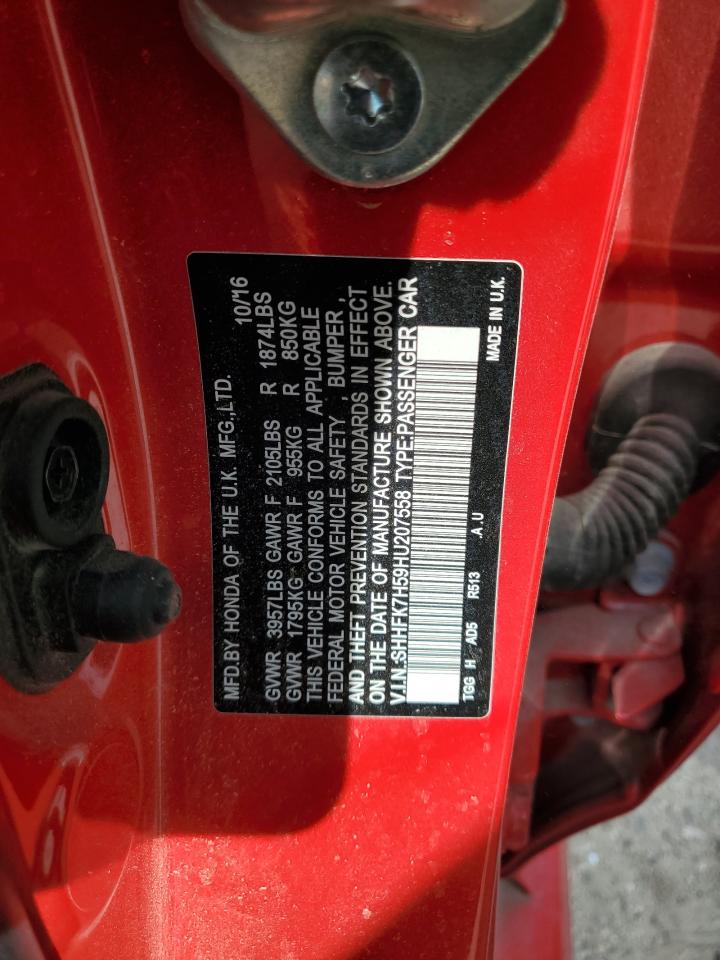 MFD.BY HONDA OF THE U.K. MFG.,LTD. 10/16
GVWR 3957LBS GAWR F 2105LBS R 1874LBS
GVWR 1795KG GAWR F 955KG R 850KG
THIS VEHICLE CONFORMS TO ALL APPLICABLE
FEDERAL MOTOR VEHICLE SAFETY , BUMPER ,
AND THEFT PREVENTION STANDARDS IN EFFECT
ON THE DATE OF MANUFACTURE SHOWN ABOVE.
V.I.N.:SHHFK7H59HU207558 TYPE:PASSENGER CAR
TGG H AD5 R513 .A.U MADE IN U.K.